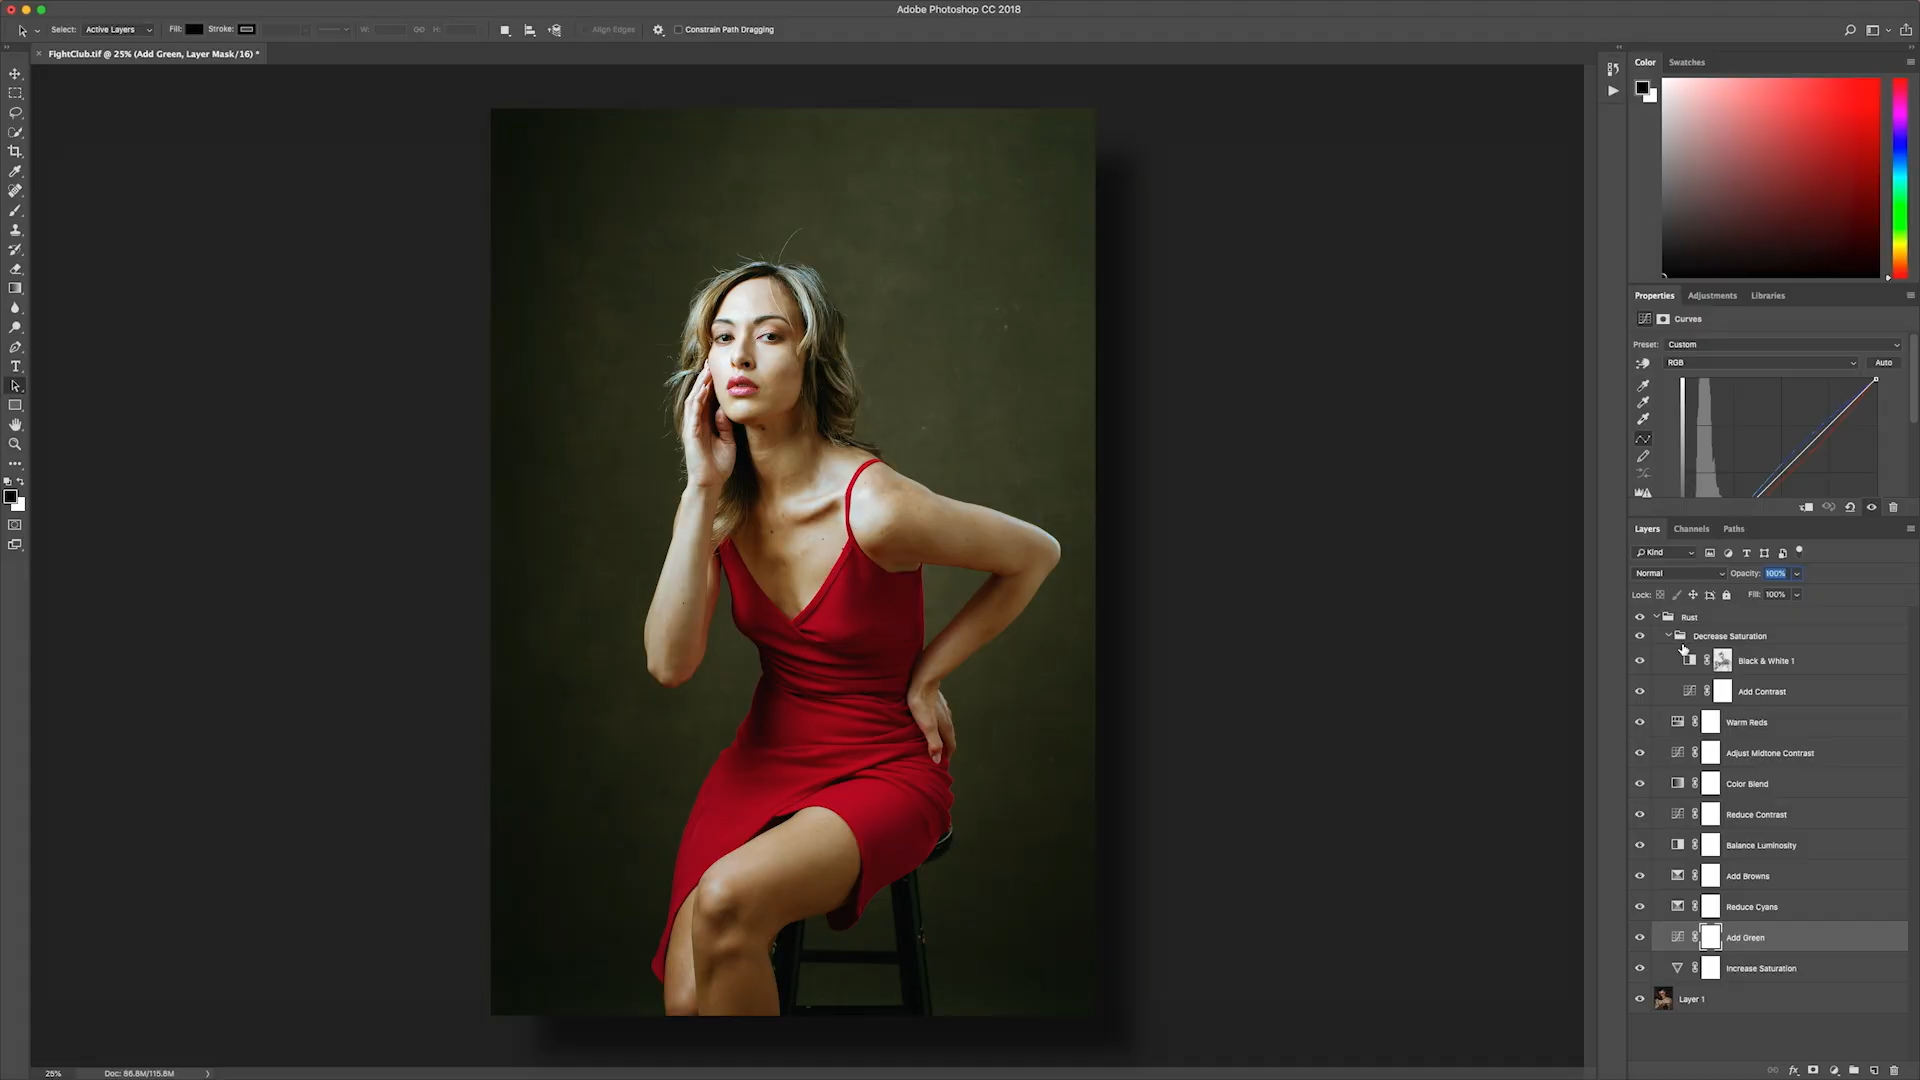 Adobe Photoshop CC 2018
Select: Active Layers Fill: Stroke: W: H: Align Edges Constrain Path Dragging
FightClub.tif @ 25% (Add Green, Layer Mask/16) *
Color Swatches
Properties Adjustments Libraries
Curves
Preset: Custom
RGB Auto
Layers Channels Paths
Kind
Normal Opacity: 100%
Lock: Fill: 100%
Rust
Decrease Saturation
Black & White 1
Add Contrast
Warm Reds
Adjust Midtone Contrast
Color Blend
Reduce Contrast
Balance Luminosity
Add Browns
Reduce Cyans
Add Green
Increase Saturation
Layer 1
25% Doc: 86.8M/115.8M